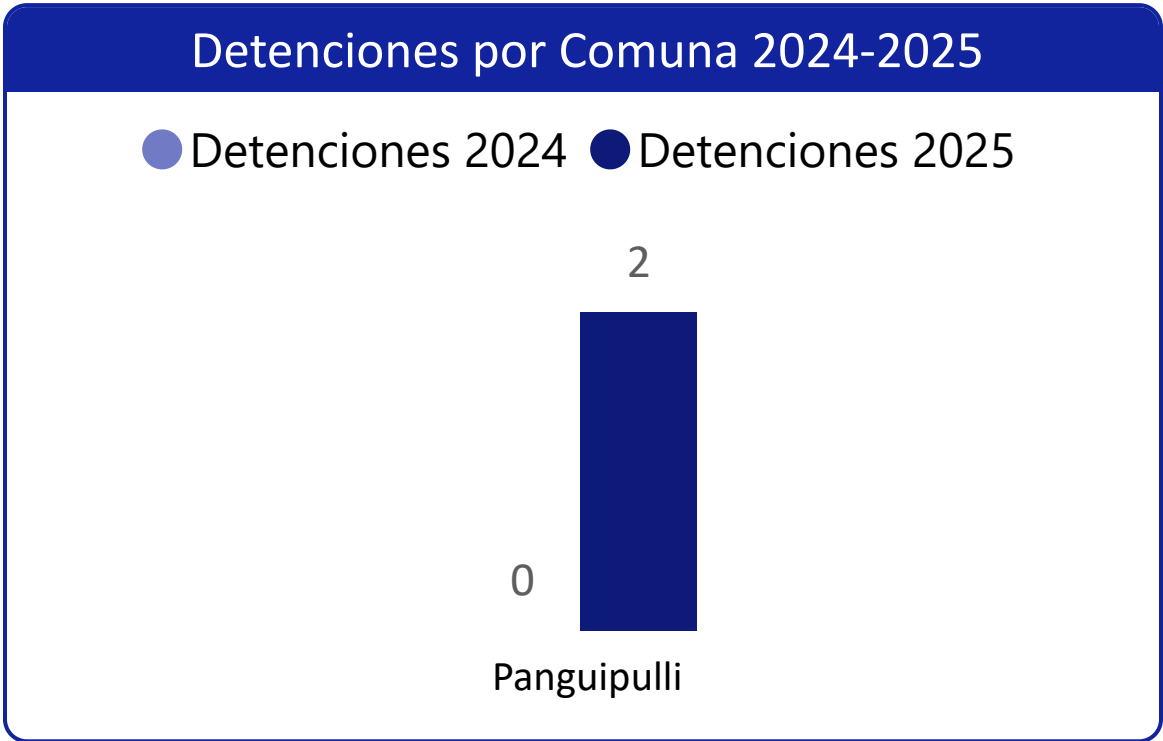 Detenciones por Comuna 2024-2025
Detenciones 2024 Detenciones 2025
2
0
Panguipulli